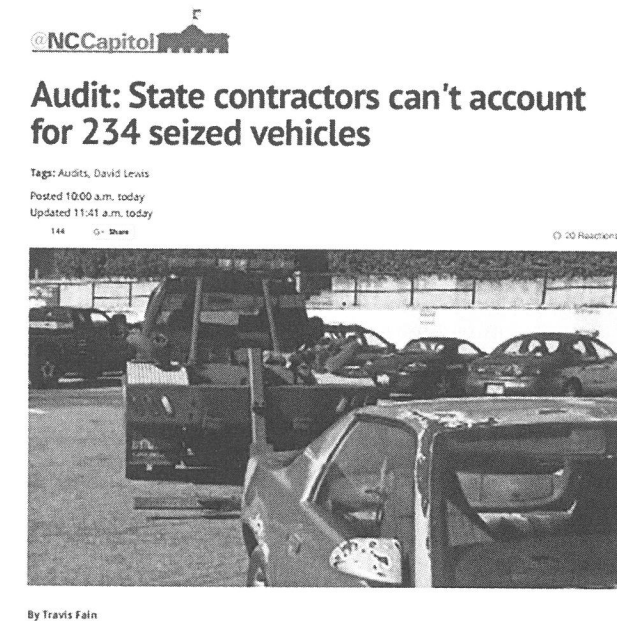 @NCCapitol
Audit: State contractors can't account
for 234 seized vehicles
Tags: Audits, David Lewis
Posted 10:00 a.m. today
Updated 11:41 a.m. today
144 G+ Share
20 Reactions
By Travis Fain